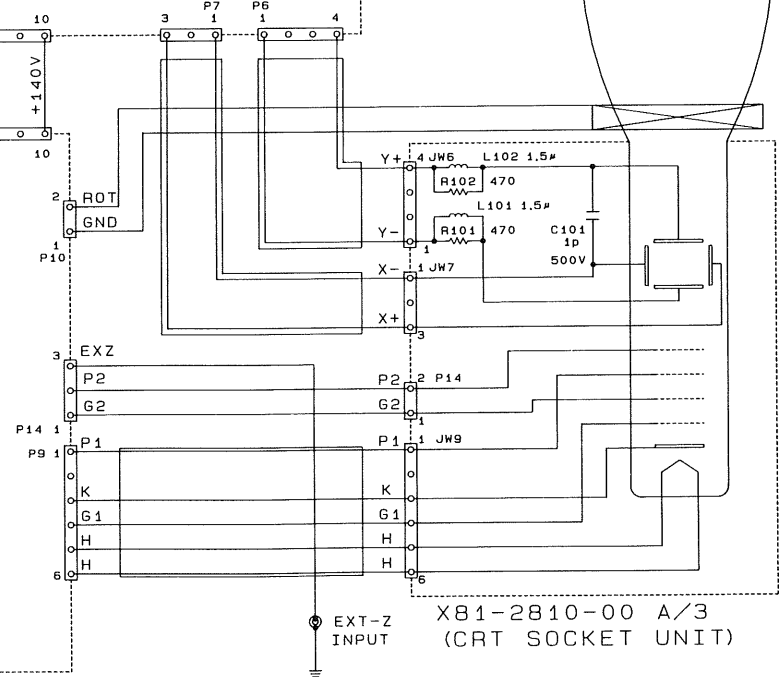 P7 P6
10 3 1 1 4
+140V
10
Y+ 4 JW6 L102 1.5μ
R102 470
2 ROT
L101 1.5μ
GND
R101 470
Y- 1
C101
1p
500V
1
P10
X- 1 JW7
X+
3
3 EXZ
P2
P2 2 P14
G2
G2 1
P14 1
P9 1 P1
P1 1 JW9
K K
G1 G1
H H
6 H H 6
EXT-Z
INPUT
X81-2810-00 A/3
(CRT SOCKET UNIT)